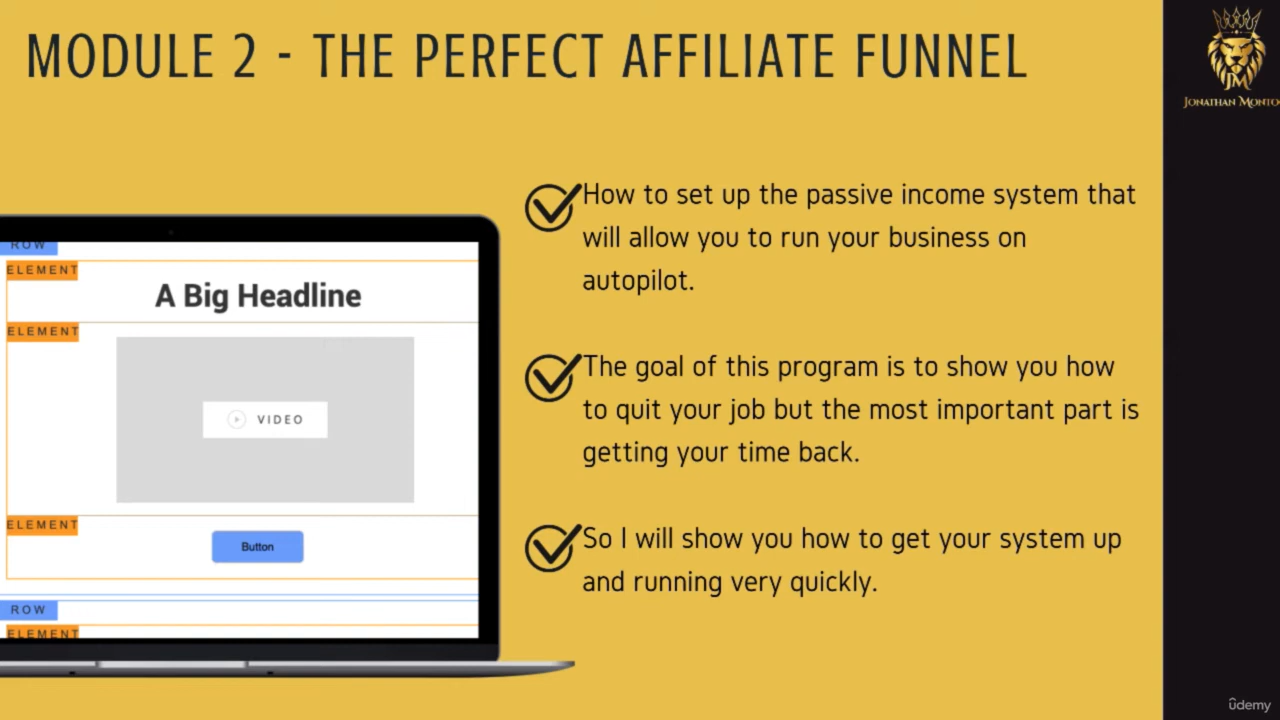 MODULE 2 - THE PERFECT AFFILIATE FUNNEL
JONATHAN MONTO
How to set up the passive income system that
will allow you to run your business on
autopilot.
The goal of this program is to show you how
to quit your job but the most important part is
getting your time back.
So I will show you how to get your system up
and running very quickly.
ROW
ELEMENT
A Big Headline
ELEMENT
VIDEO
ELEMENT
Button
ROW
ELEMENT
JM
udemy